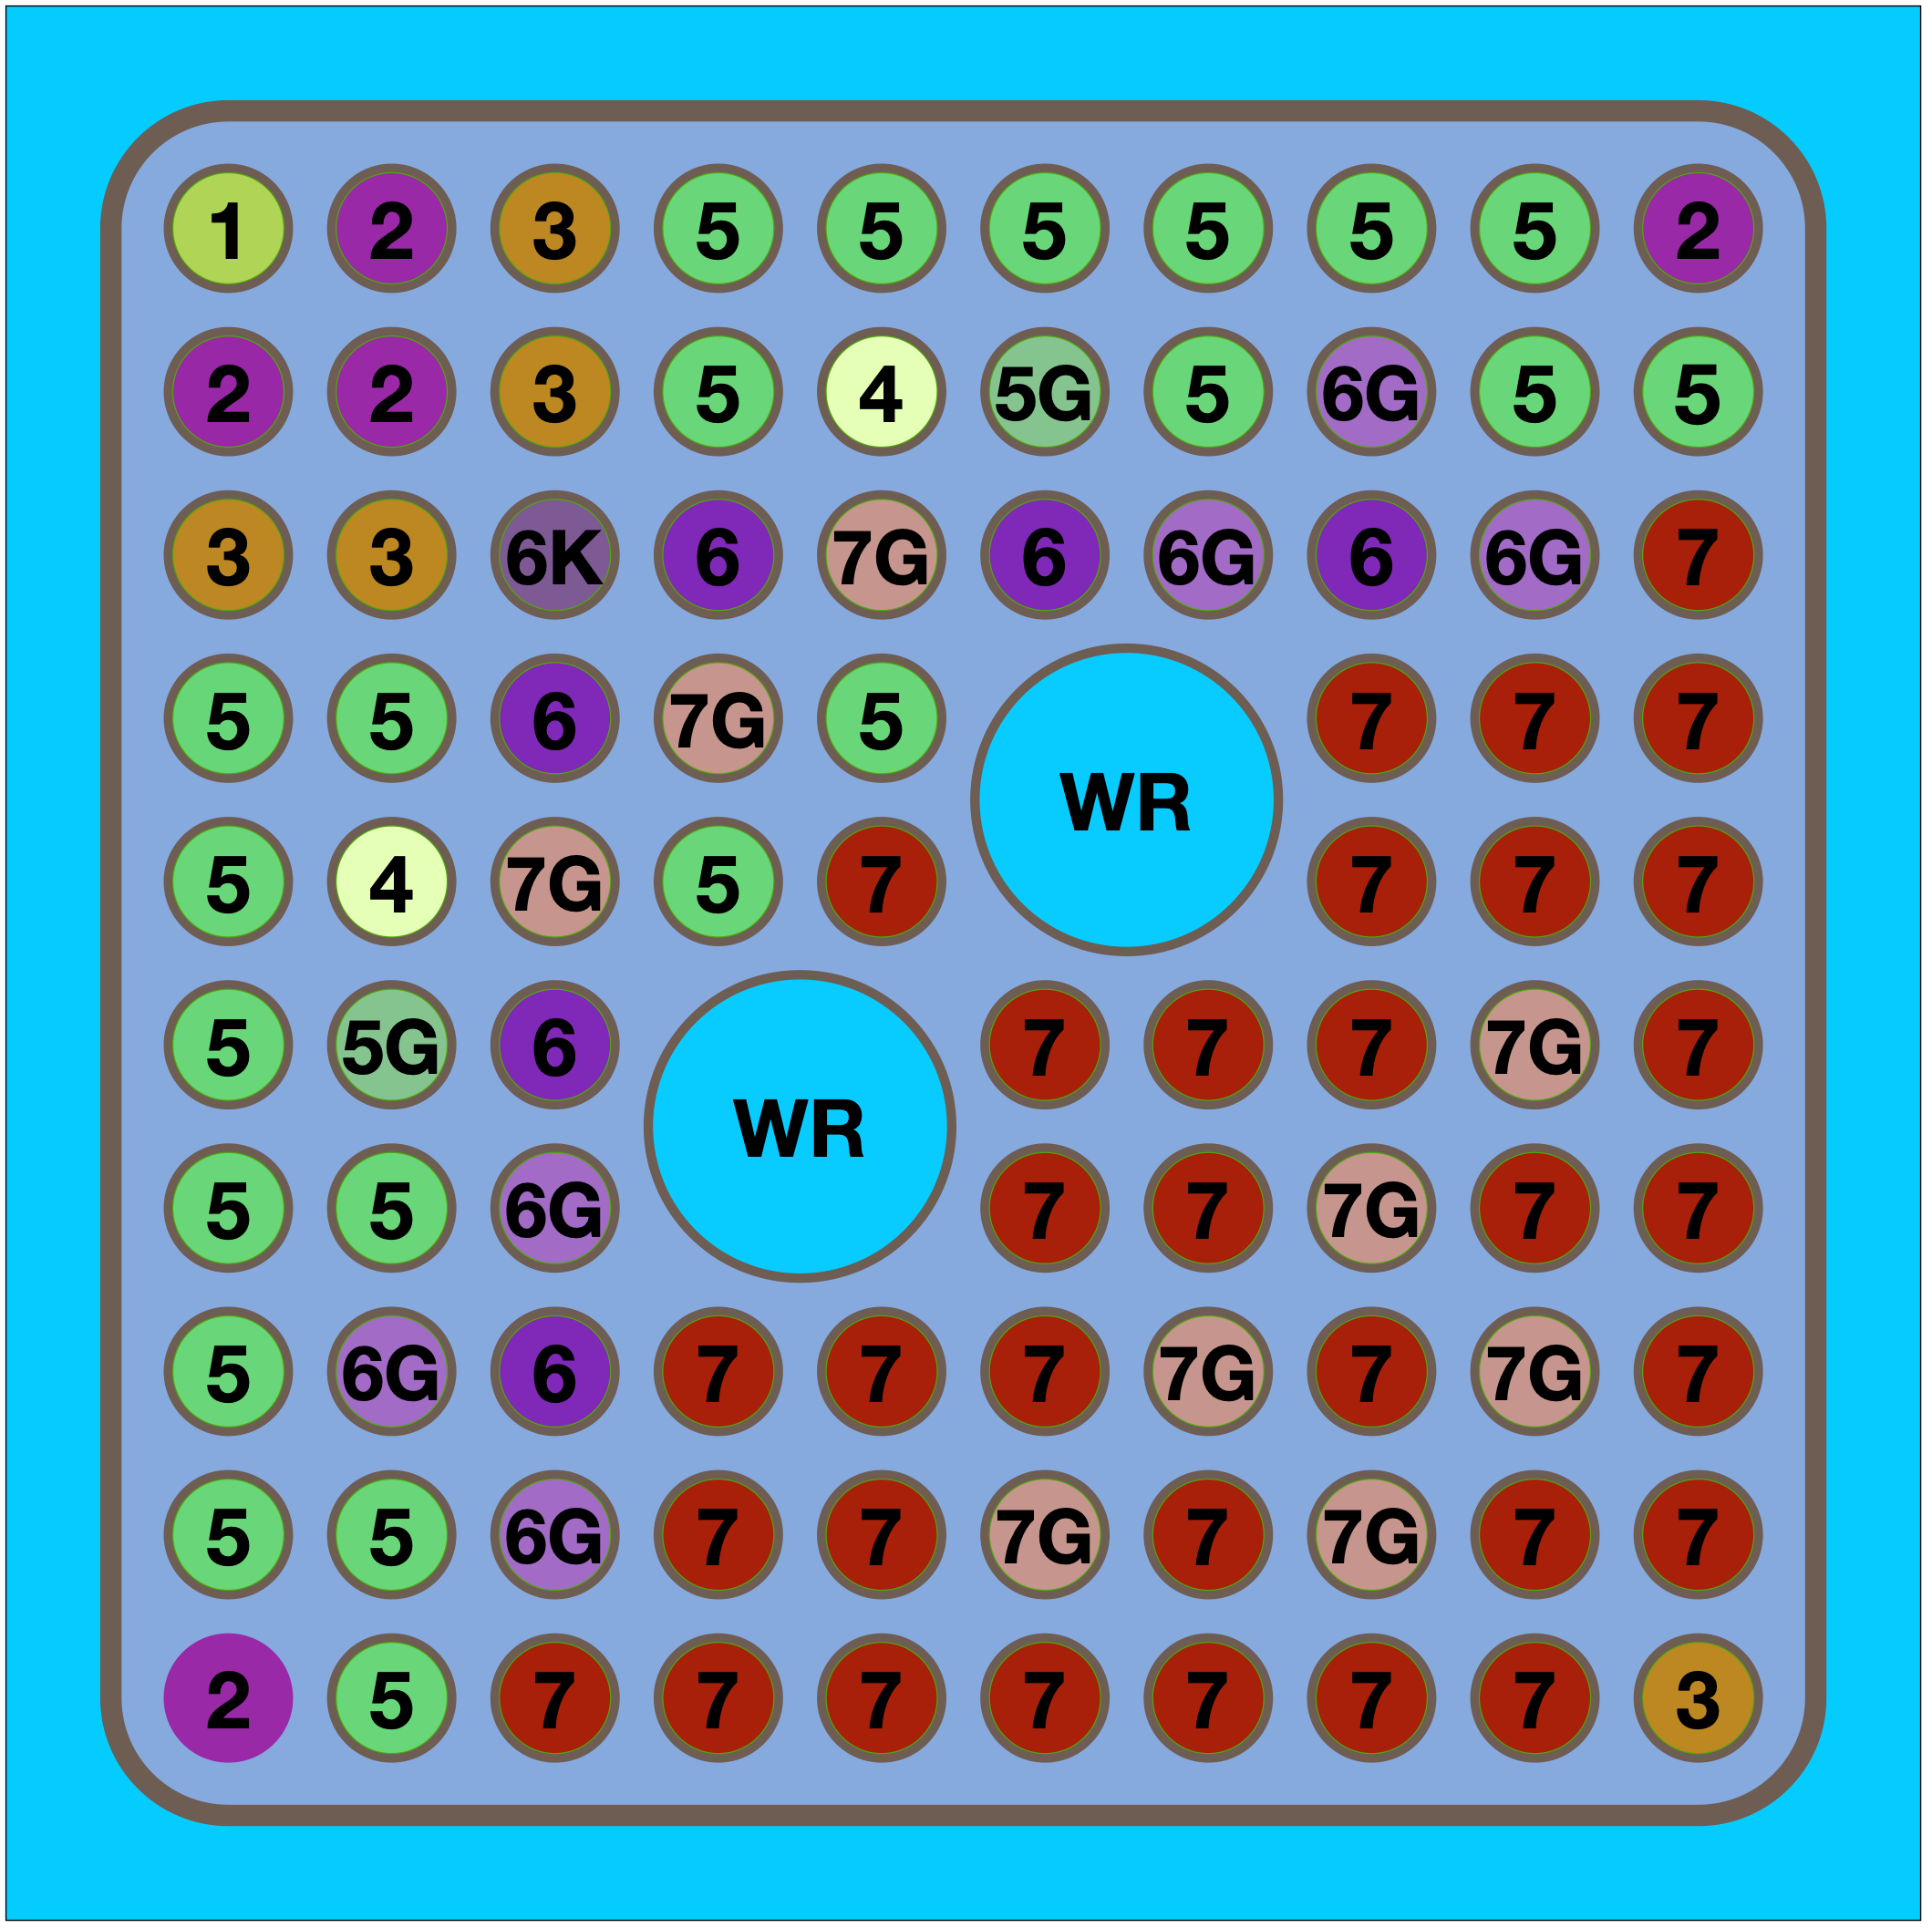 1 2 3 5 5 5 5 5 5 2
2 2 3 5 4 5G 5 6G 5 5
3 3 6K 6 7G 6 6G 6 6G 7
5 5 6 7G 5 7 7 7
WR
5 4 7G 5 7 7 7 7
5 5G 6 7 7 7 7G 7
WR
5 5 6G 7 7 7G 7 7
5 6G 6 7 7 7 7G 7 7G 7
5 5 6G 7 7 7G 7 7G 7 7
2 5 7 7 7 7 7 7 7 3